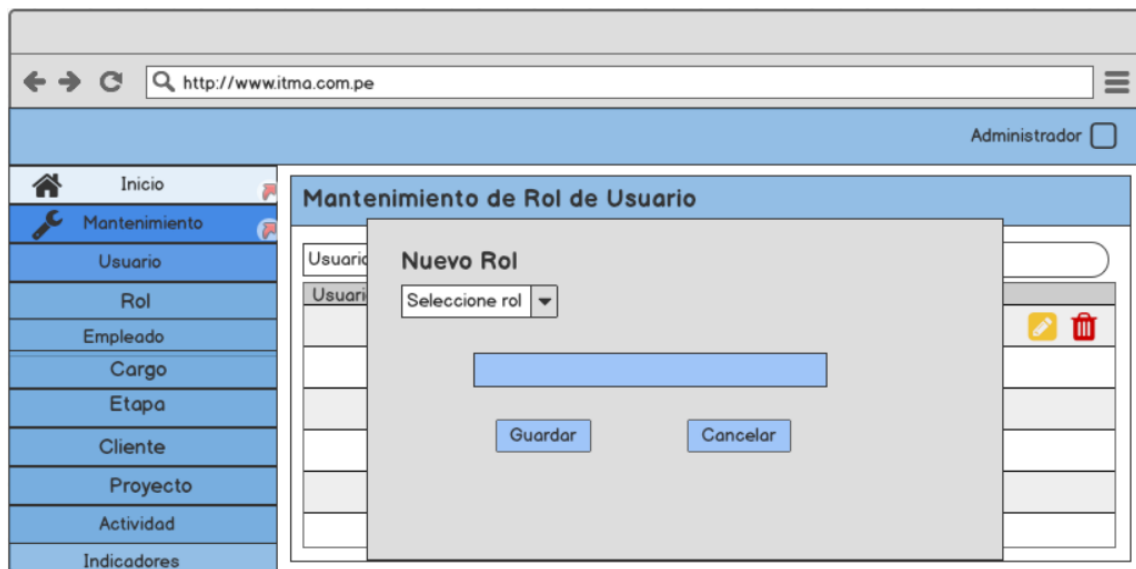 http://www.itma.com.pe
Administrador
Inicio
Mantenimiento
Usuario
Rol
Empleado
Cargo
Etapa
Cliente
Proyecto
Actividad
Indicadores
Mantenimiento de Rol de Usuario
Usuario
Usuari
Nuevo Rol
Seleccione rol
Guardar
Cancelar